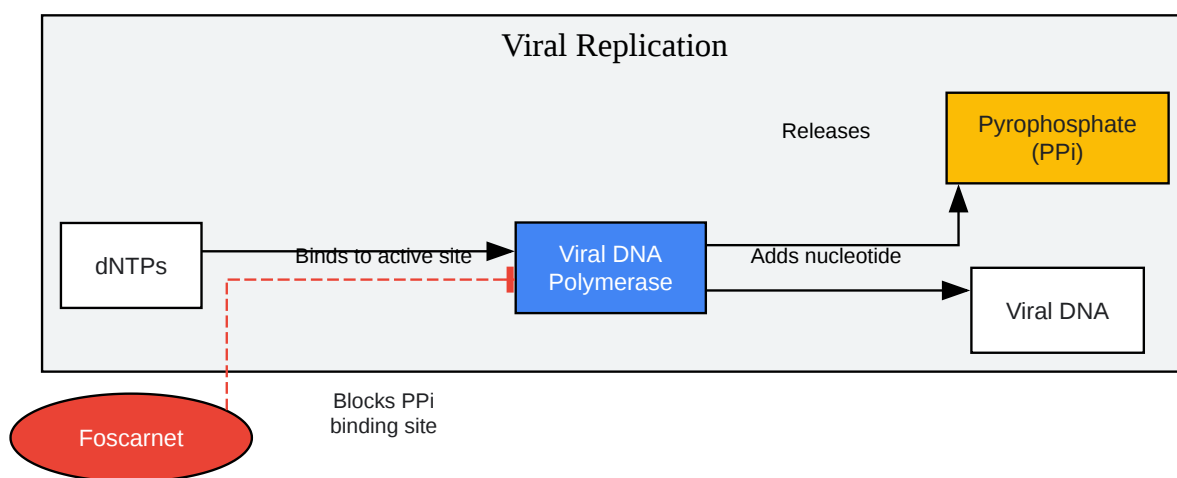 Viral Replication
Releases
Pyrophosphate
(PPi)
dNTPs
Binds to active site
Viral DNA
Polymerase
Adds nucleotide
Viral DNA
Blocks PPi
binding site
Foscarnet